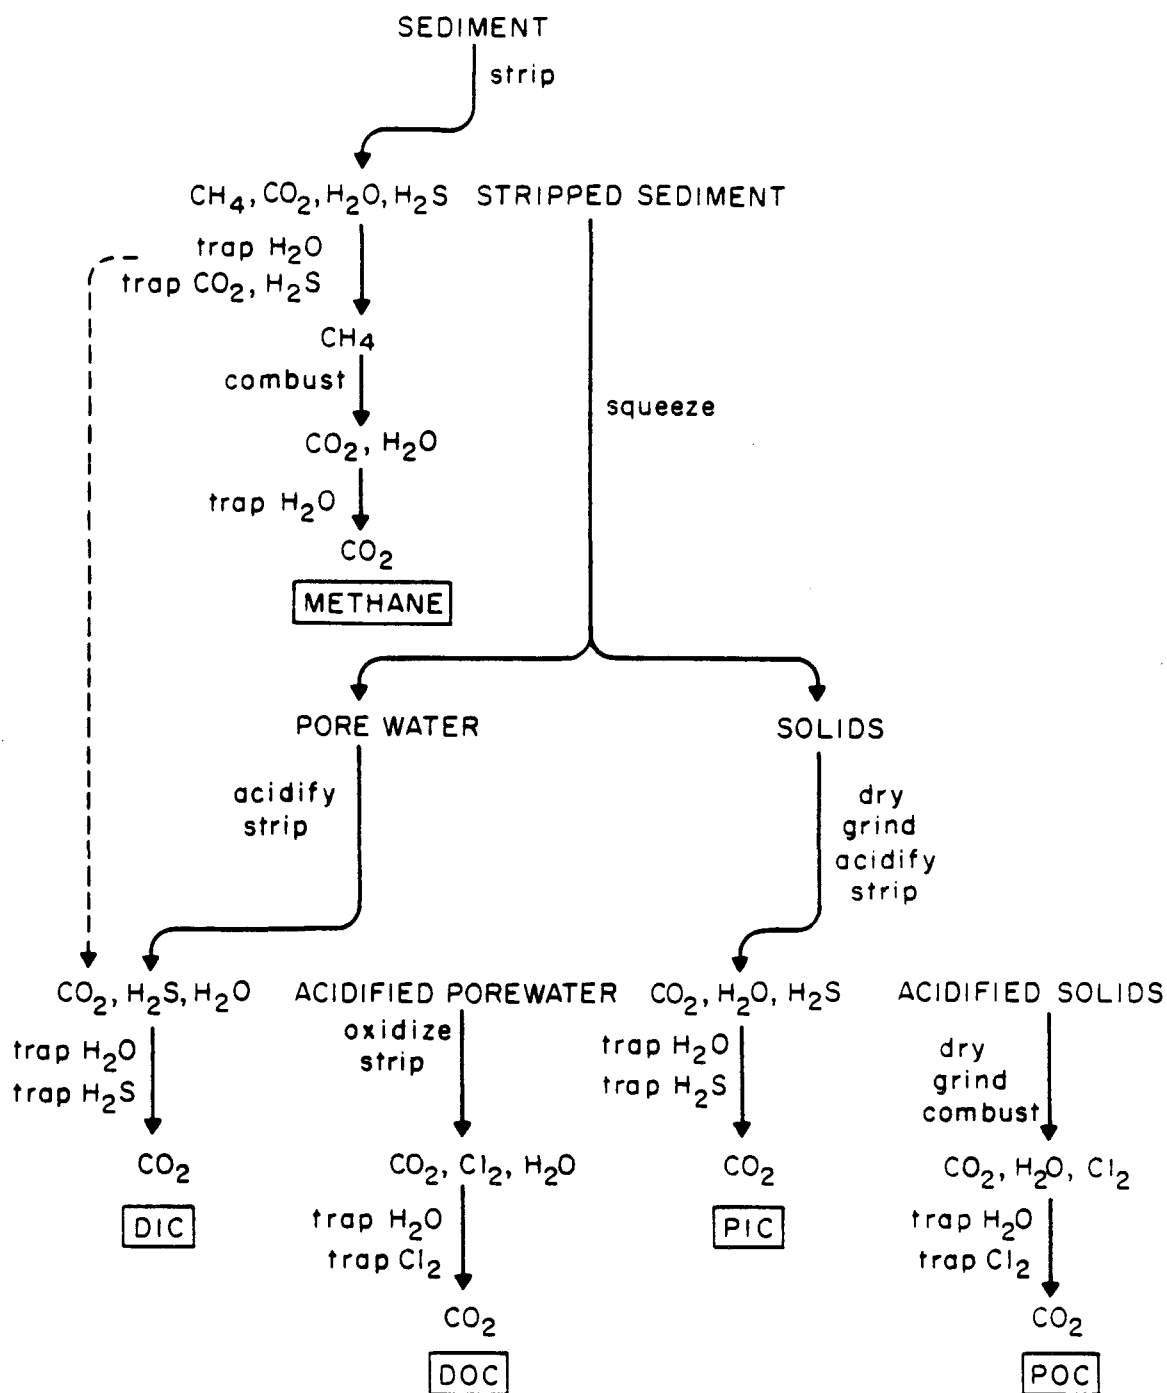 SEDIMENT
strip
CH₄, CO₂, H₂O, H₂S STRIPPED SEDIMENT
trap H₂O
trap CO₂, H₂S
CH₄
combust
squeeze
CO₂, H₂O
trap H₂O
CO₂
METHANE
PORE WATER
SOLIDS
acidify
strip
dry
grind
acidify
strip
CO₂, H₂S, H₂O
ACIDIFIED POREWATER
CO₂, H₂O, H₂S
ACIDIFIED SOLIDS
trap H₂O
trap H₂S
oxidize
strip
trap H₂O
trap H₂S
dry
grind
combust
CO₂
CO₂, Cl₂, H₂O
CO₂
CO₂, H₂O, Cl₂
DIC
trap H₂O
trap Cl₂
PIC
trap H₂O
trap Cl₂
CO₂
CO₂
DOC
POC